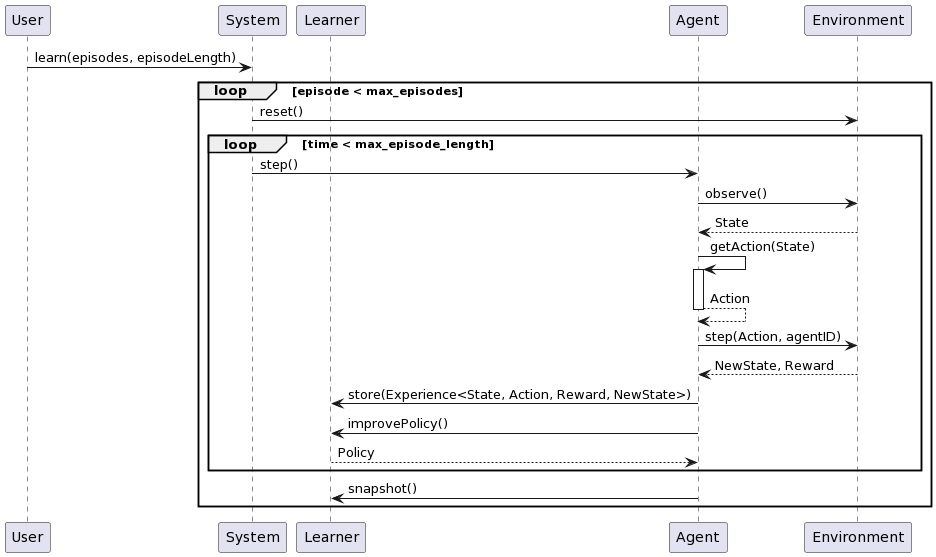 User System Learner Agent Environment
learn(episodes, episodeLength)
loop [episode < max_episodes]
reset()
loop [time < max_episode_length]
step()
observe()
State
getAction(State)
Action
step(Action, agentID)
NewState, Reward
store(Experience<State, Action, Reward, NewState>)
improvePolicy()
Policy
snapshot()
User System Learner Agent Environment